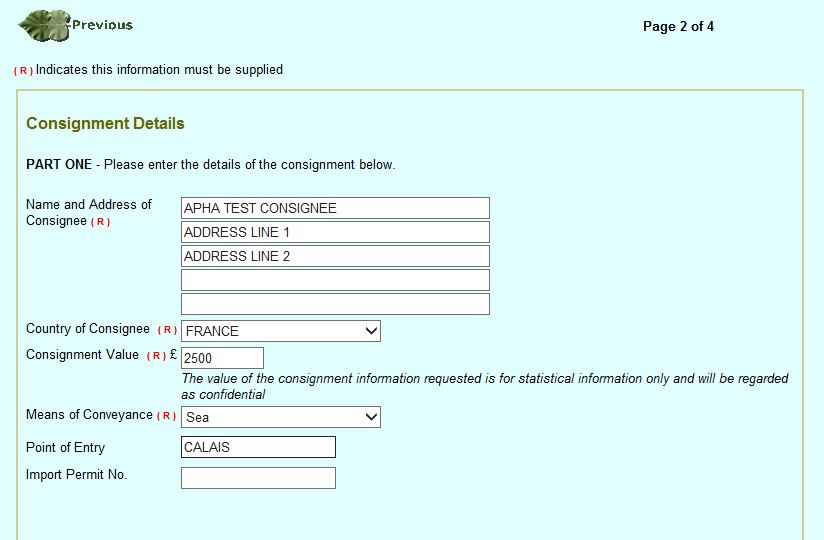 Previous
Page 2 of 4
( R ) Indicates this information must be supplied
Consignment Details
PART ONE - Please enter the details of the consignment below.
Name and Address of
Consignee ( R )
APHA TEST CONSIGNEE
ADDRESS LINE 1
ADDRESS LINE 2
Country of Consignee ( R ) FRANCE
Consignment Value ( R ) £ 2500
The value of the consignment information requested is for statistical information only and will be regarded
as confidential
Means of Conveyance ( R ) Sea
Point of Entry CALAIS
Import Permit No.